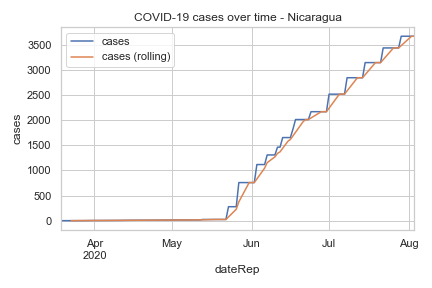 COVID-19 cases over time - Nicaragua
cases
cases (rolling)
3500
3000
2500
2000
1500
1000
500
0
cases
Apr
2020
May
Jun
Jul
Aug
dateRep